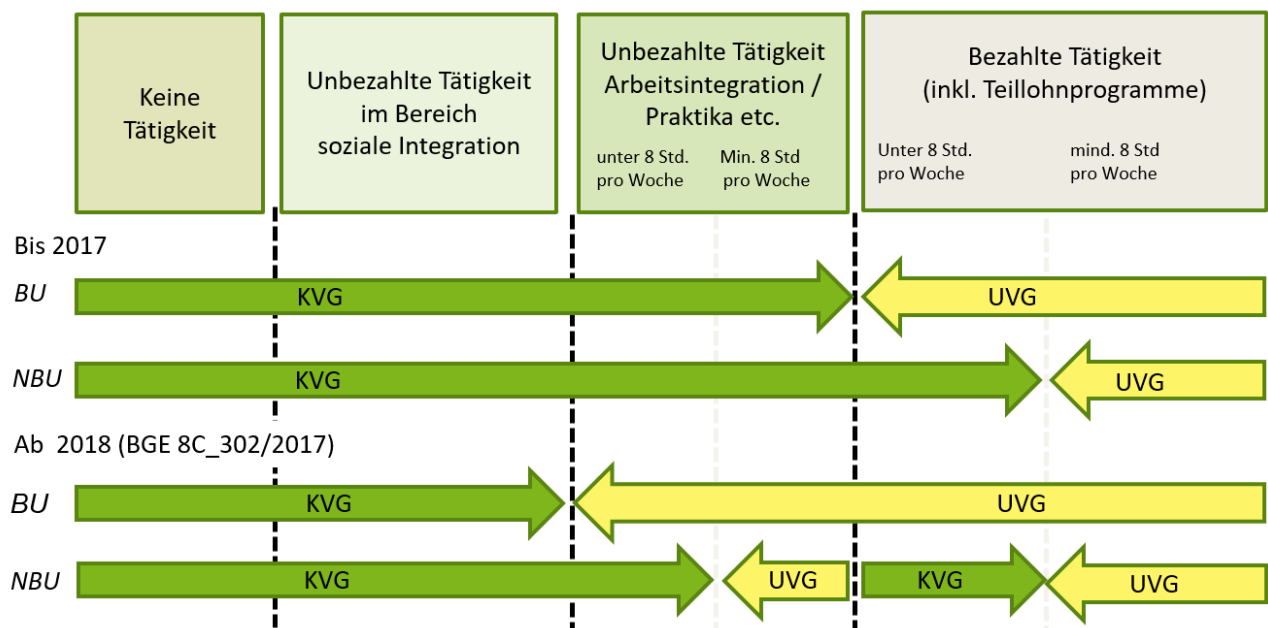 Keine
Tätigkeit
Unbezahlte Tätigkeit
im Bereich
soziale Integration
Unbezahlte Tätigkeit
Arbeitsintegration /
Praktika etc.
unter 8 Std.
pro Woche
Min. 8 Std
pro Woche
Bezahlte Tätigkeit
(inkl. Teillohnprogramme)
Unter 8 Std.
pro Woche
mind. 8 Std
pro Woche
Bis 2017
BU KVG UVG
NBU KVG UVG
Ab 2018 (BGE 8C_302/2017)
BU KVG UVG
NBU KVG UVG KVG UVG